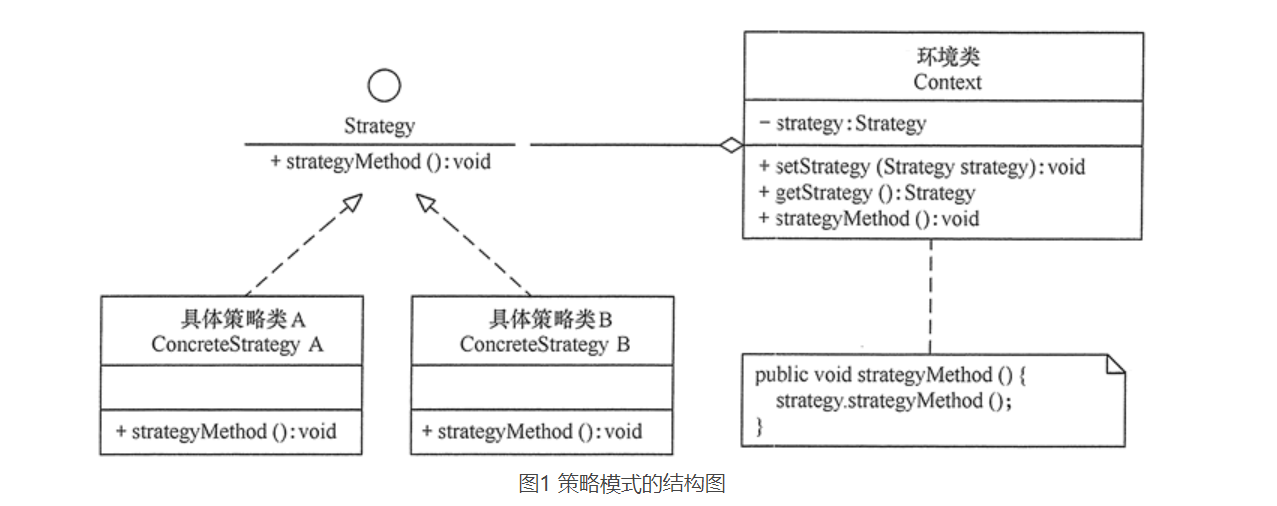 Strategy
+ strategyMethod (): void
环境类
Context
- strategy: Strategy
+ setStrategy (Strategy strategy): void
+ getStrategy (): Strategy
+ strategyMethod (): void
具体策略类A
ConcreteStrategy A
+ strategyMethod (): void
具体策略类B
ConcreteStrategy B
+ strategyMethod (): void
public void strategyMethod () {
strategy.strategyMethod ();
}
图1 策略模式的结构图